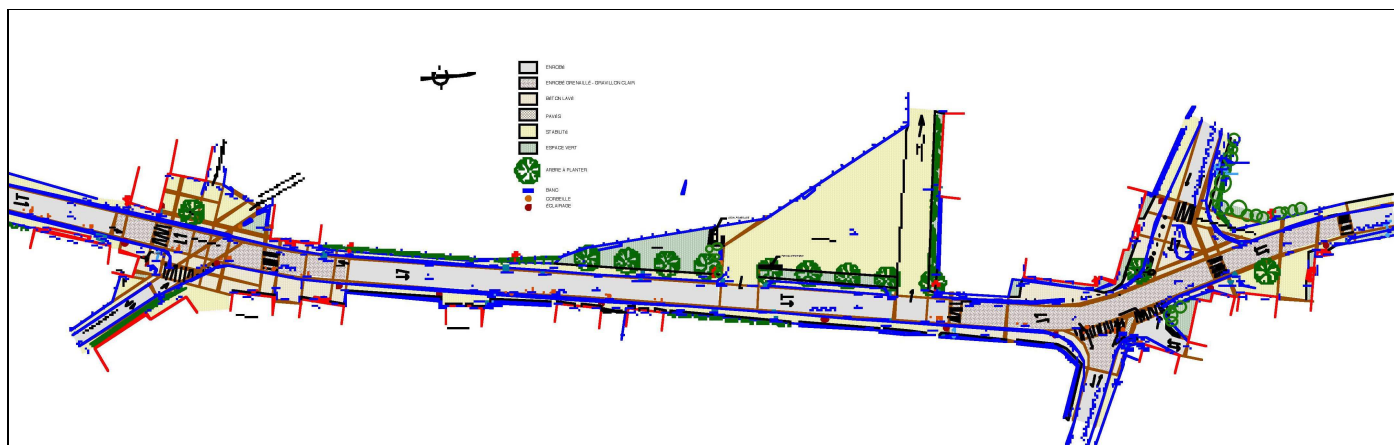 ENROBÉ
ENROBÉ GRENAILLÉ - GRAVILLON CLAIR
BÉTON LAVÉ
PAVÉS
STABILISÉ
ESPACE VERT
ARBRE À PLANTER
BANC
CORBEILLE
ÉCLAIRAGE